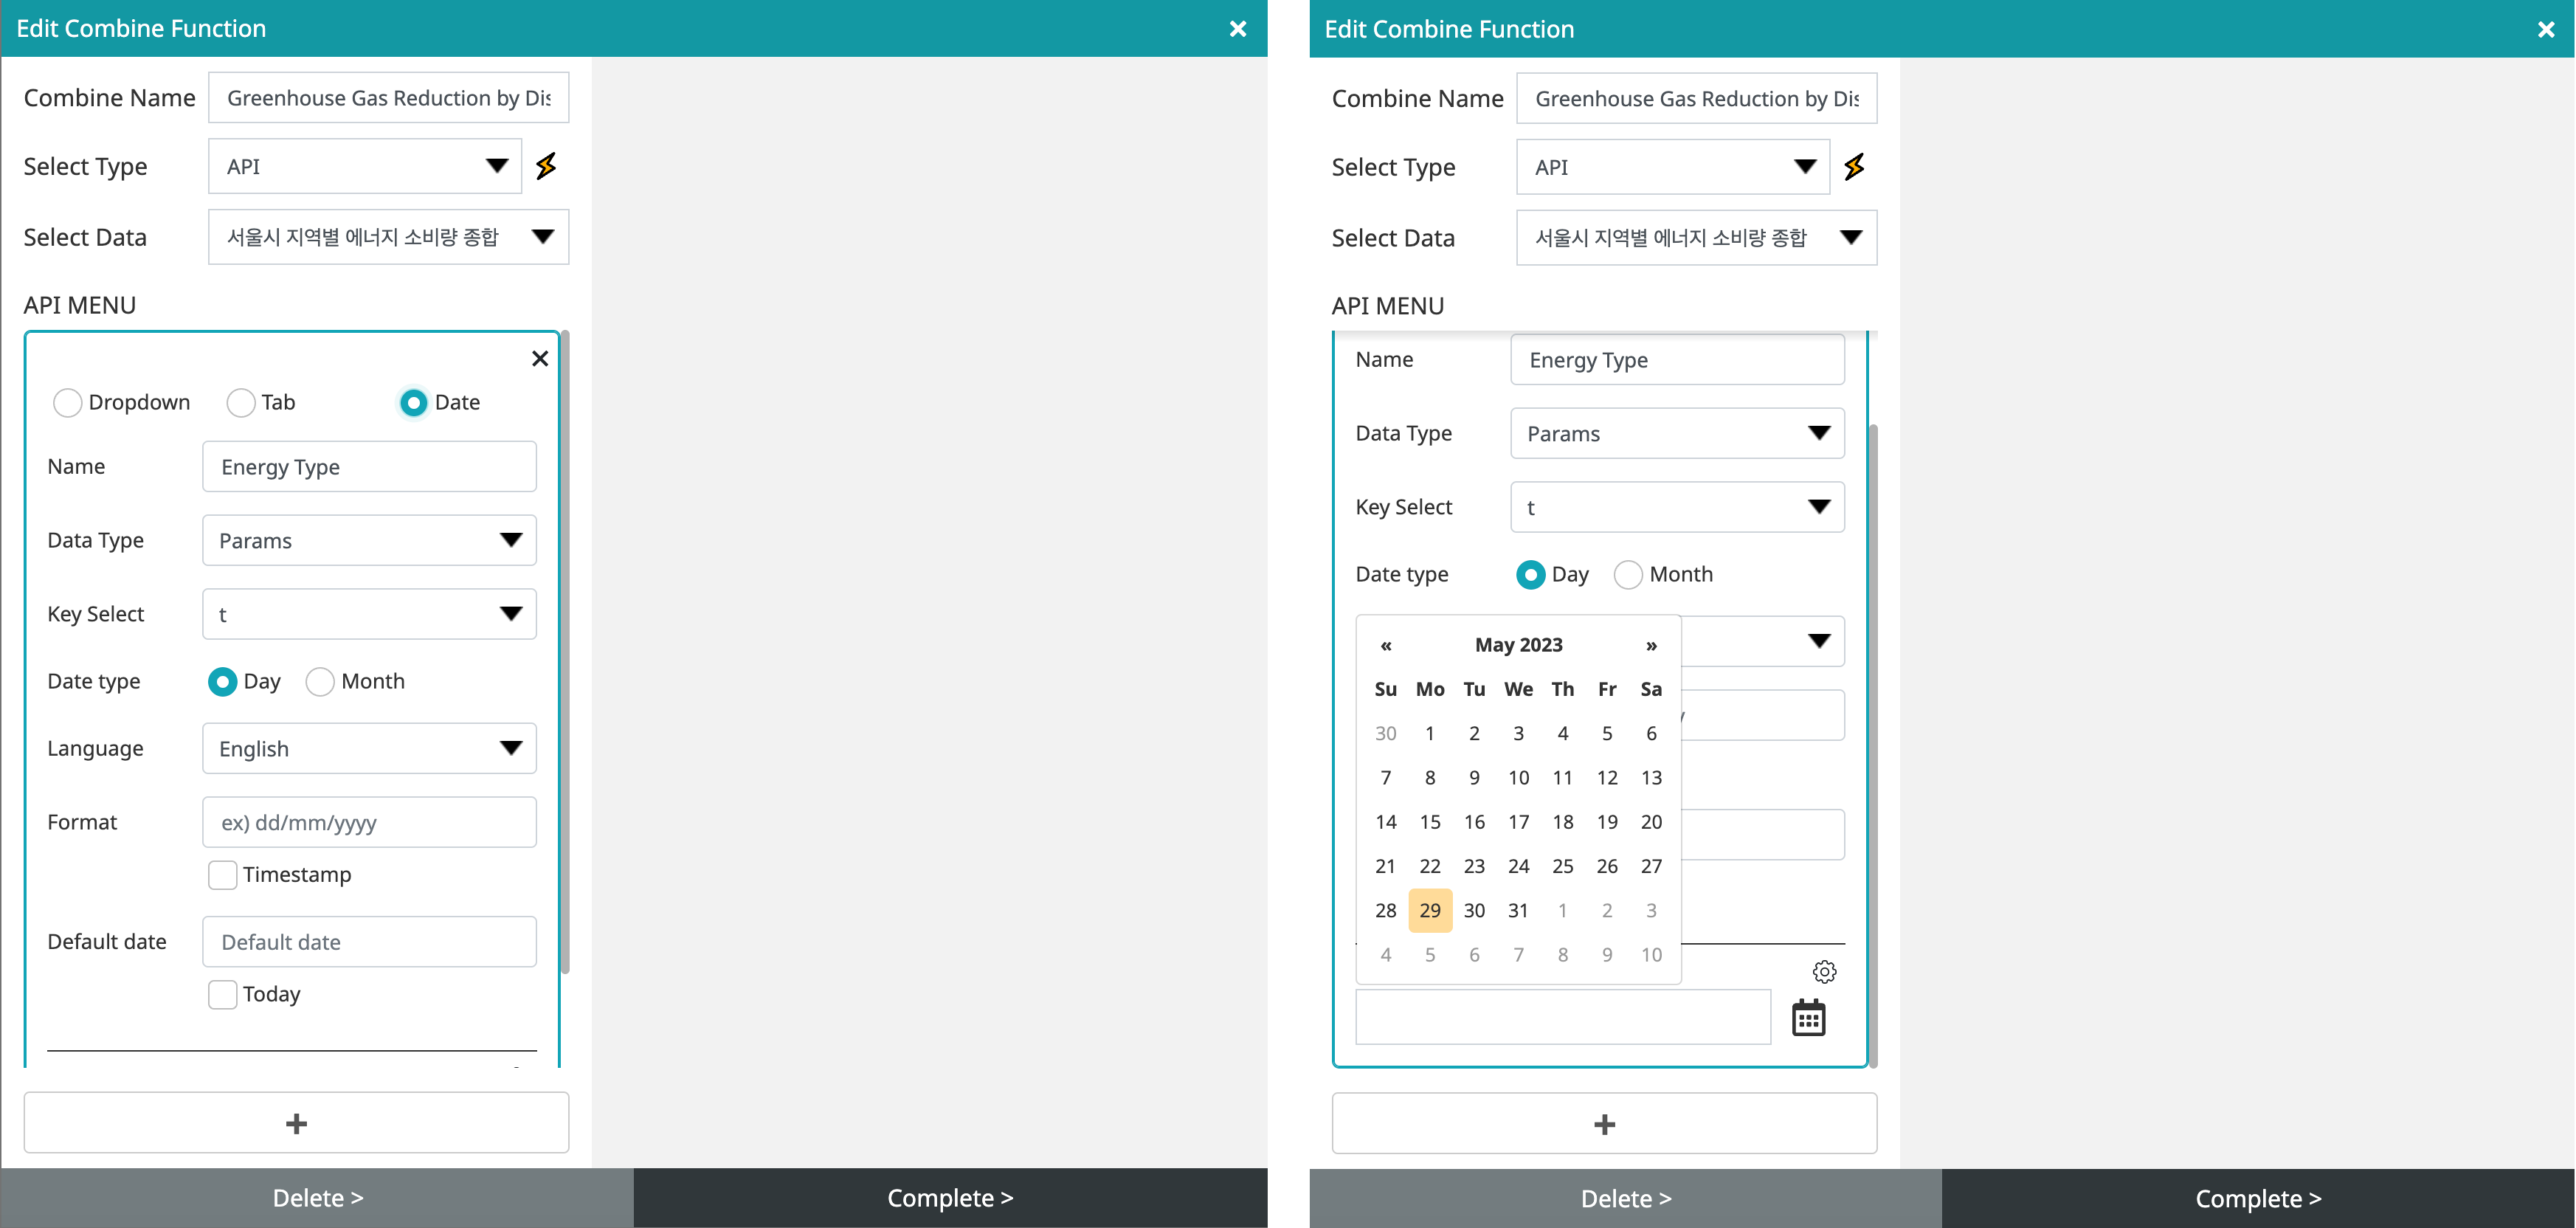 Edit Combine Function
Combine Name Greenhouse Gas Reduction by Dis
Select Type API
Select Data 서울시 지역별 에너지 소비량 종합
API MENU
Dropdown Tab Date
Name Energy Type
Data Type Params
Key Select t
Date type Day Month
Language English
Format ex) dd/mm/yyyy
Timestamp
Default date Default date
Today
+
Delete > Complete >
Edit Combine Function
Combine Name Greenhouse Gas Reduction by Dis
Select Type API
Select Data 서울시 지역별 에너지 소비량 종합
API MENU
Name Energy Type
Data Type Params
Key Select t
Date type Day Month
« May 2023 »
Su Mo Tu We Th Fr Sa
30 1 2 3 4 5 6
7 8 9 10 11 12 13
14 15 16 17 18 19 20
21 22 23 24 25 26 27
28 29 30 31 1 2 3
4 5 6 7 8 9 10
+
Delete > Complete >